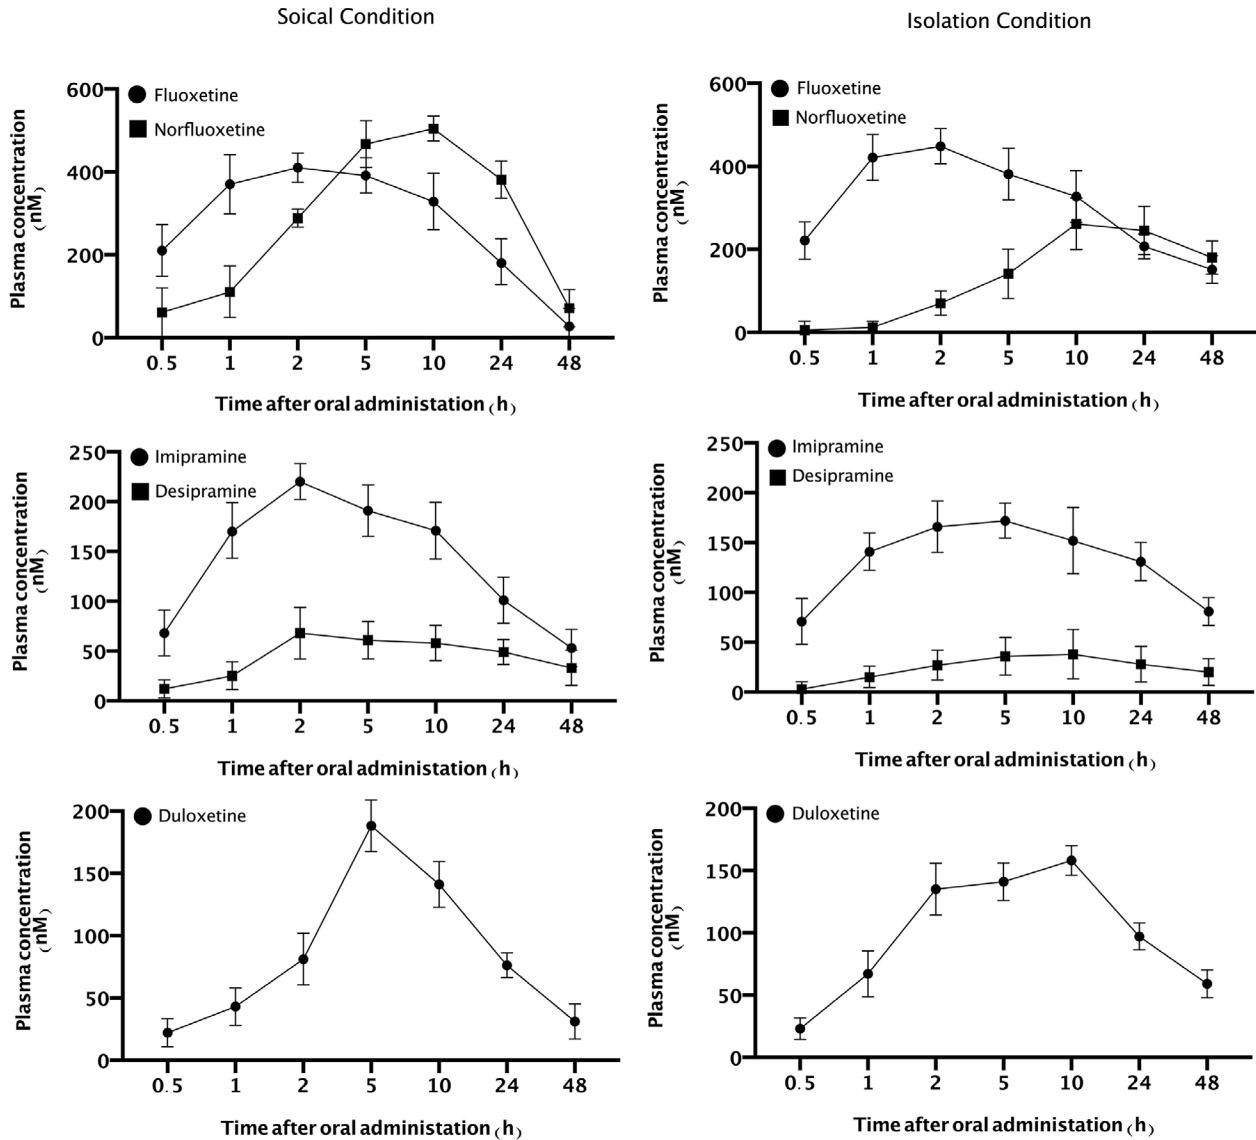 Soical Condition
Isolation Condition
600
400
200
0
Fluoxetine
Norfluoxetine
Plasma concentration
(nM)
0.5 1 2 5 10 24 48
Time after oral administation (h)
600
400
200
0
Fluoxetine
Norfluoxetine
Plasma concentration
(nM)
0.5 1 2 5 10 24 48
Time after oral administation (h)
250
200
150
100
50
0
Imipramine
Desipramine
Plasma concentration
(nM)
0.5 1 2 5 10 24 48
Time after oral administation (h)
250
200
150
100
50
0
Imipramine
Desipramine
Plasma concentration
(nM)
0.5 1 2 5 10 24 48
Time after oral administation (h)
200
150
100
50
0
Duloxetine
Plasma concentration
(nM)
0.5 1 2 5 10 24 48
Time after oral administation (h)
200
150
100
50
0
Duloxetine
Plasma concentration
(nM)
0.5 1 2 5 10 24 48
Time after oral administation (h)